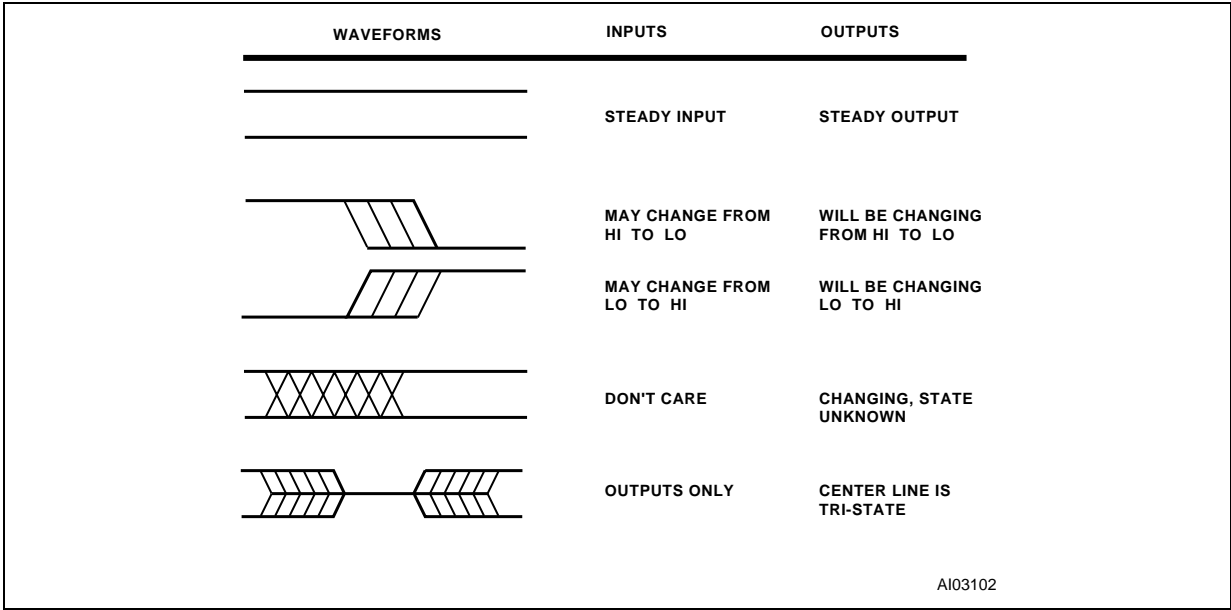 WAVEFORMS INPUTS OUTPUTS
STEADY INPUT STEADY OUTPUT
MAY CHANGE FROM WILL BE CHANGING
HI TO LO FROM HI TO LO
MAY CHANGE FROM WILL BE CHANGING
LO TO HI LO TO HI
DON'T CARE CHANGING, STATE
UNKNOWN
OUTPUTS ONLY CENTER LINE IS
TRI-STATE
AI03102